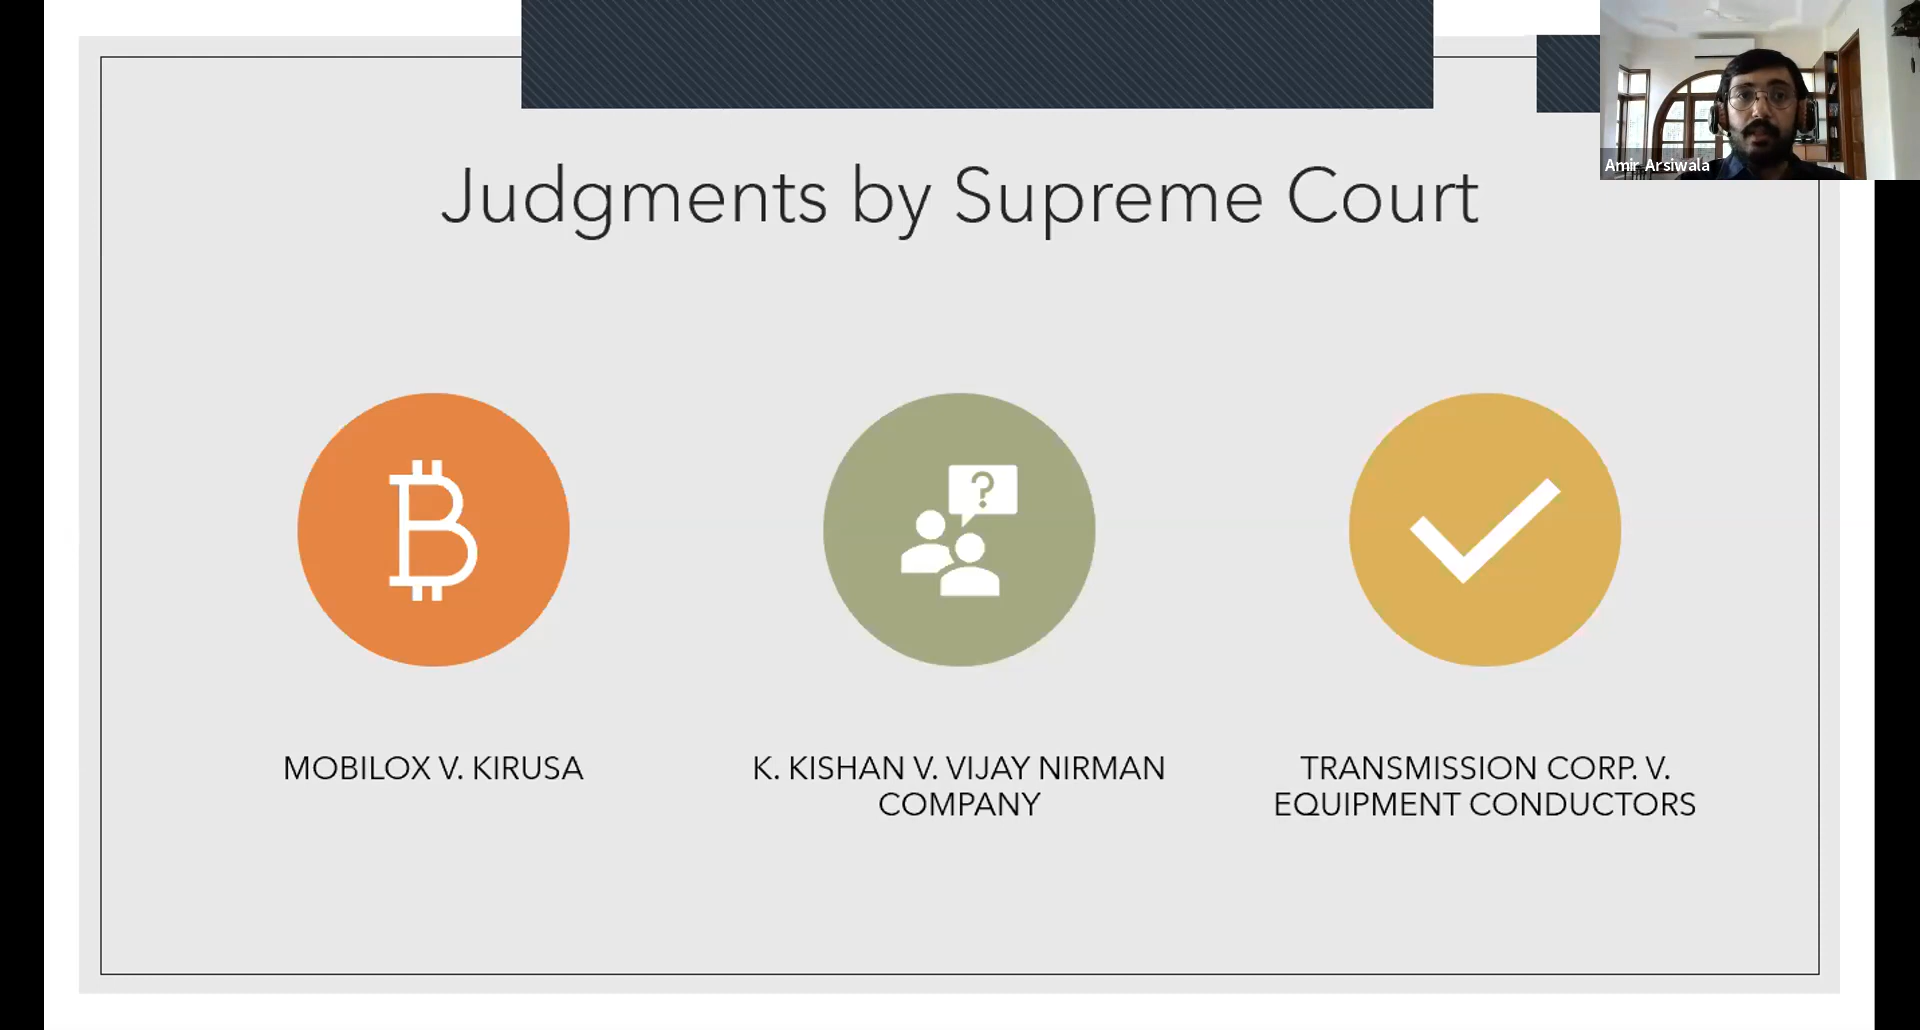 Judgments by Supreme Court
Amir Arsiwala
MOBILOX V. KIRUSA
K. KISHAN V. VIJAY NIRMAN
COMPANY
TRANSMISSION CORP. V.
EQUIPMENT CONDUCTORS